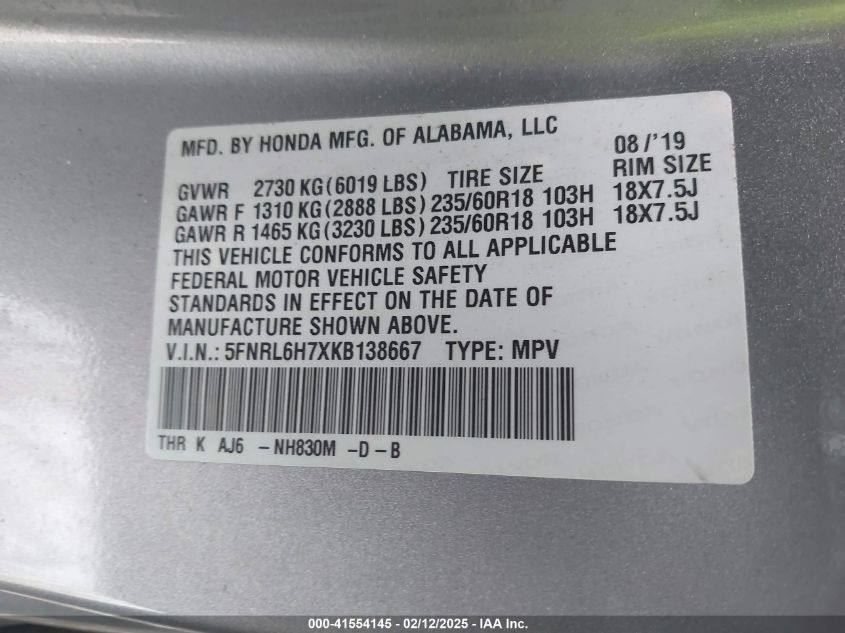 MFD. BY HONDA MFG. OF ALABAMA, LLC 08/'19
GVWR 2730 KG(6019 LBS) TIRE SIZE RIM SIZE
GAWR F 1310 KG(2888 LBS) 235/60R18 103H 18X7.5J
GAWR R 1465 KG(3230 LBS) 235/60R18 103H 18X7.5J
THIS VEHICLE CONFORMS TO ALL APPLICABLE
FEDERAL MOTOR VEHICLE SAFETY
STANDARDS IN EFFECT ON THE DATE OF
MANUFACTURE SHOWN ABOVE.
V.I.N.: 5FNRL6H7XKB138667 TYPE: MPV
THR K AJ6 -NH830M -D-B
000-41554145 - 02/12/2025 - IAA Inc.